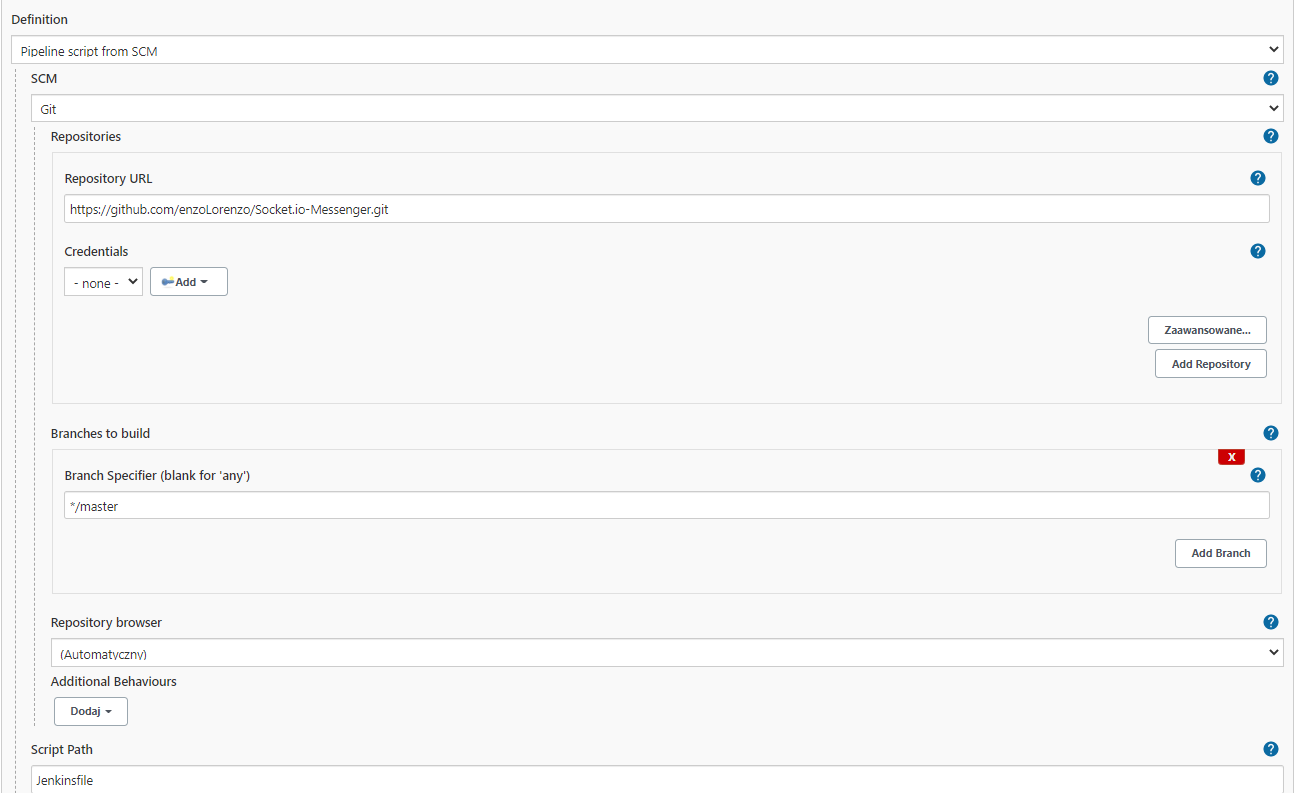 Definition
Pipeline script from SCM
SCM
?
Git
Repositories
?
Repository URL
?
https://github.com/enzoLorenzo/Socket.io-Messenger.git
Credentials
?
- none -
Add
Zaawansowane...
Add Repository
Branches to build
?
X
Branch Specifier (blank for 'any')
?
*/master
Add Branch
Repository browser
?
(Automatyczny)
Additional Behaviours
Dodaj
Script Path
?
Jenkinsfile